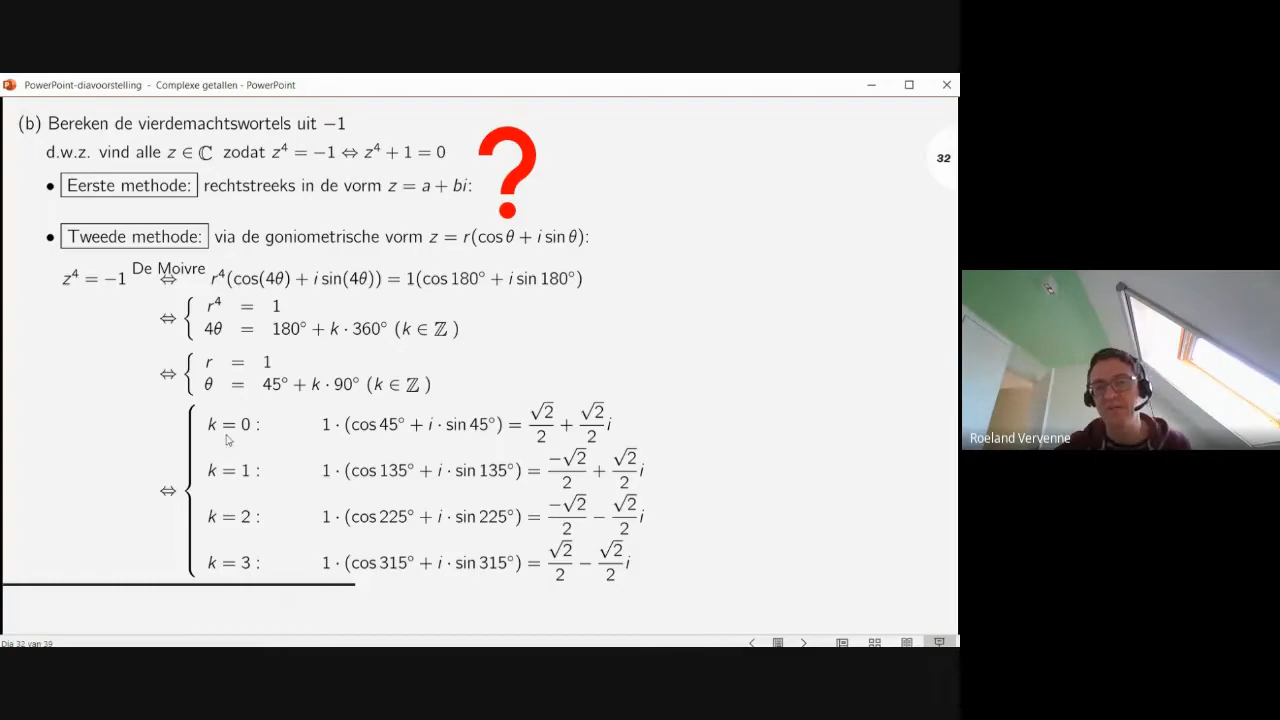 PowerPoint-diavoorstelling - Complexe getallen - PowerPoint
(b) Bereken de vierdemachtswortels uit −1
d.w.z. vind alle z ∈ ℂ zodat z⁴ = −1 ⇔ z⁴ + 1 = 0
32
• Eerste methode: rechtstreeks in de vorm z = a + bi:
?
• Tweede methode: via de goniometrische vorm z = r(cos θ + i sin θ):
De Moivre
z⁴ = −1 ⇔ r⁴(cos(4θ) + i sin(4θ)) = 1(cos 180° + i sin 180°)
⇔ { r⁴ = 1
4θ = 180° + k · 360° (k ∈ ℤ )
⇔ { r = 1
θ = 45° + k · 90° (k ∈ ℤ )
⇔ { k = 0 : 1 · (cos 45° + i · sin 45°) = √2/2 + √2/2 i
k = 1 : 1 · (cos 135° + i · sin 135°) = −√2/2 + √2/2 i
k = 2 : 1 · (cos 225° + i · sin 225°) = −√2/2 − √2/2 i
k = 3 : 1 · (cos 315° + i · sin 315°) = √2/2 − √2/2 i
Dia 32 van 39
Roeland Vervenne